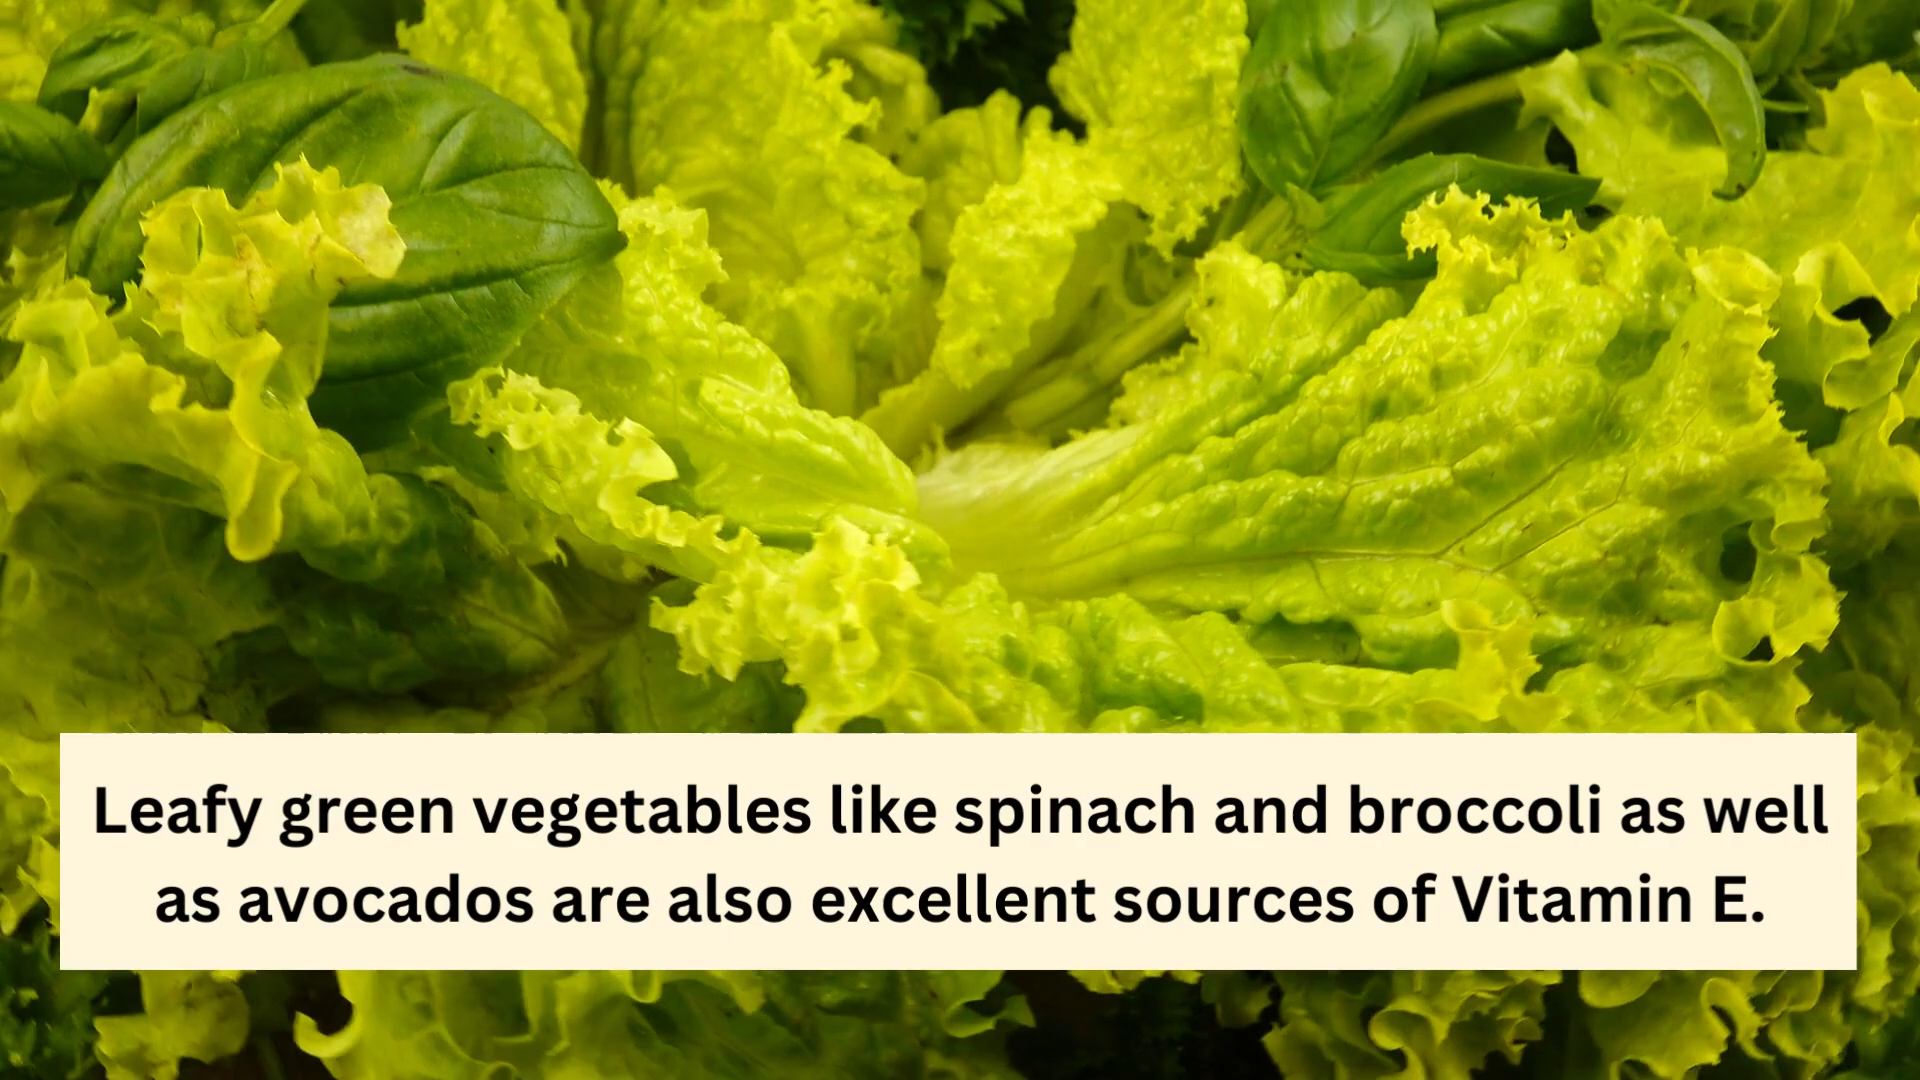 Leafy green vegetables like spinach and broccoli as well
as avocados are also excellent sources of Vitamin E.